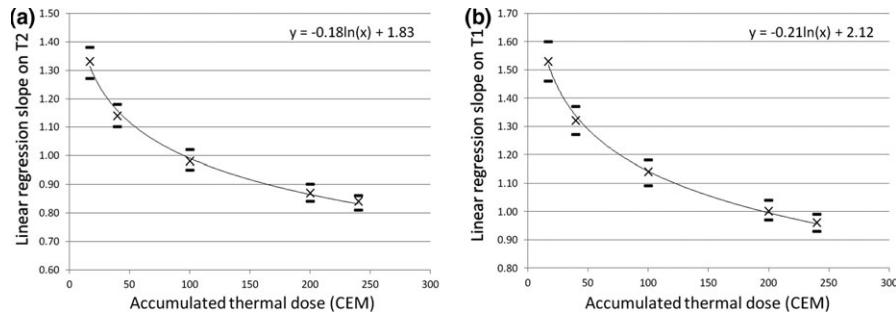 (a)
y = -0.18ln(x) + 1.83
Linear regression slope on T2
1.50
1.40
1.30
1.20
1.10
1.00
0.90
0.80
0.70
0.60
0 50 100 150 200 250 300
Accumulated thermal dose (CEM)
(b)
y = -0.21ln(x) + 2.12
Linear regression slope on T1
1.70
1.60
1.50
1.40
1.30
1.20
1.10
1.00
0.90
0.80
0 50 100 150 200 250 300
Accumulated thermal dose (CEM)